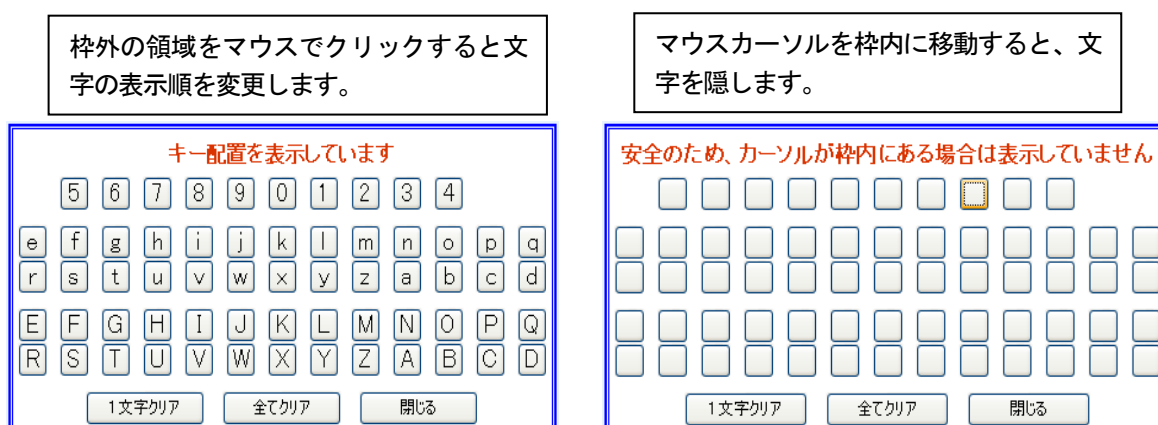 枠外の領域をマウスでクリックすると文
字の表示順を変更します。
マウスカーソルを枠内に移動すると、文
字を隠します。
キー配置を表示しています
5 6 7 8 9 0 1 2 3 4
e f g h i j k l m n o p q
r s t u v w x y z a b c d
E F G H I J K L M N O P Q
R S T U V W X Y Z A B C D
1文字クリア 全てクリア 閉じる
安全のため、カーソルが枠内にある場合は表示していません
1文字クリア 全てクリア 閉じる